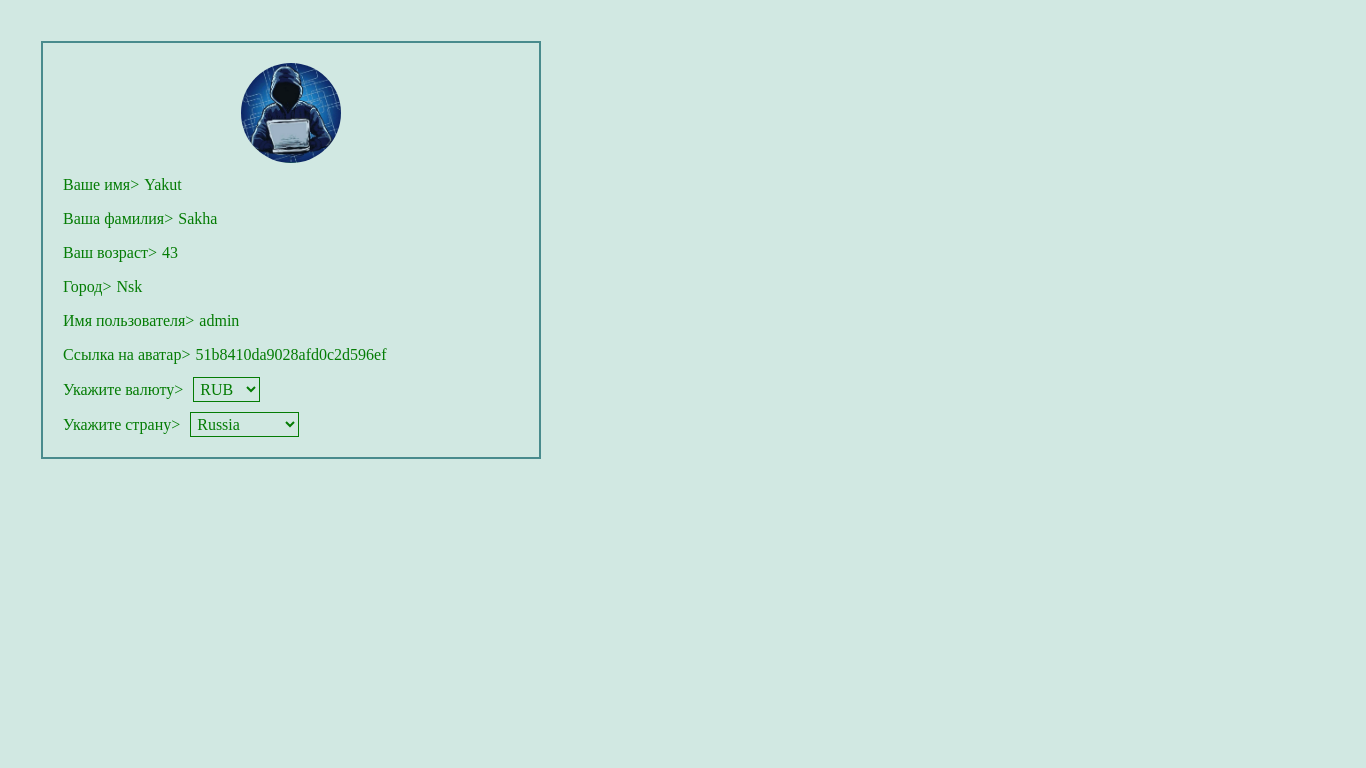 Ваше имя> Yakut
Ваша фамилия> Sakha
Ваш возраст> 43
Город> Nsk
Имя пользователя> admin
Ссылка на аватар> 51b8410da9028afd0c2d596ef
Укажите валюту> RUB
Укажите страну> Russia